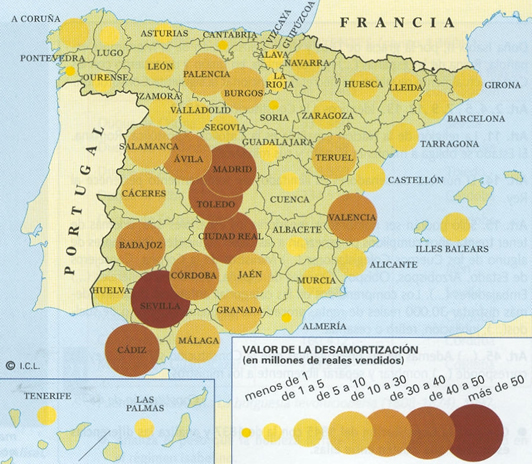 FRANCIA
A CORUÑA
LUGO
ASTURIAS
CANTABRIA
VIZCAYA
GUIPUZCOA
PONTEVEDRA
OURENSE
LEÓN
PALENCIA
BURGOS
ÁLAVA
NAVARRA
LA
RIOJA
HUESCA
LLEIDA
GIRONA
BARCELONA
ZAMORA
VALLADOLID
SORIA
ZARAGOZA
TARRAGONA
SEGOVIA
GUADALAJARA
SALAMANCA
ÁVILA
MADRID
TERUEL
CASTELLÓN
PORTUGAL
CÁCERES
TOLEDO
CUENCA
VALENCIA
ILLES BALEARS
BADAJOZ
CIUDAD REAL
ALBACETE
ALICANTE
HUELVA
SEVILLA
CÓRDOBA
JAÉN
MURCIA
GRANADA
ALMERÍA
CÁDIZ
MÁLAGA
© I.C.L.
TENERIFE
LAS
PALMAS
VALOR DE LA DESAMORTIZACIÓN
(en millones de reales vendidos)
menos de 1
de 1 a 5
de 5 a 10
de 10 a 30
de 30 a 40
de 40 a 50
más de 50